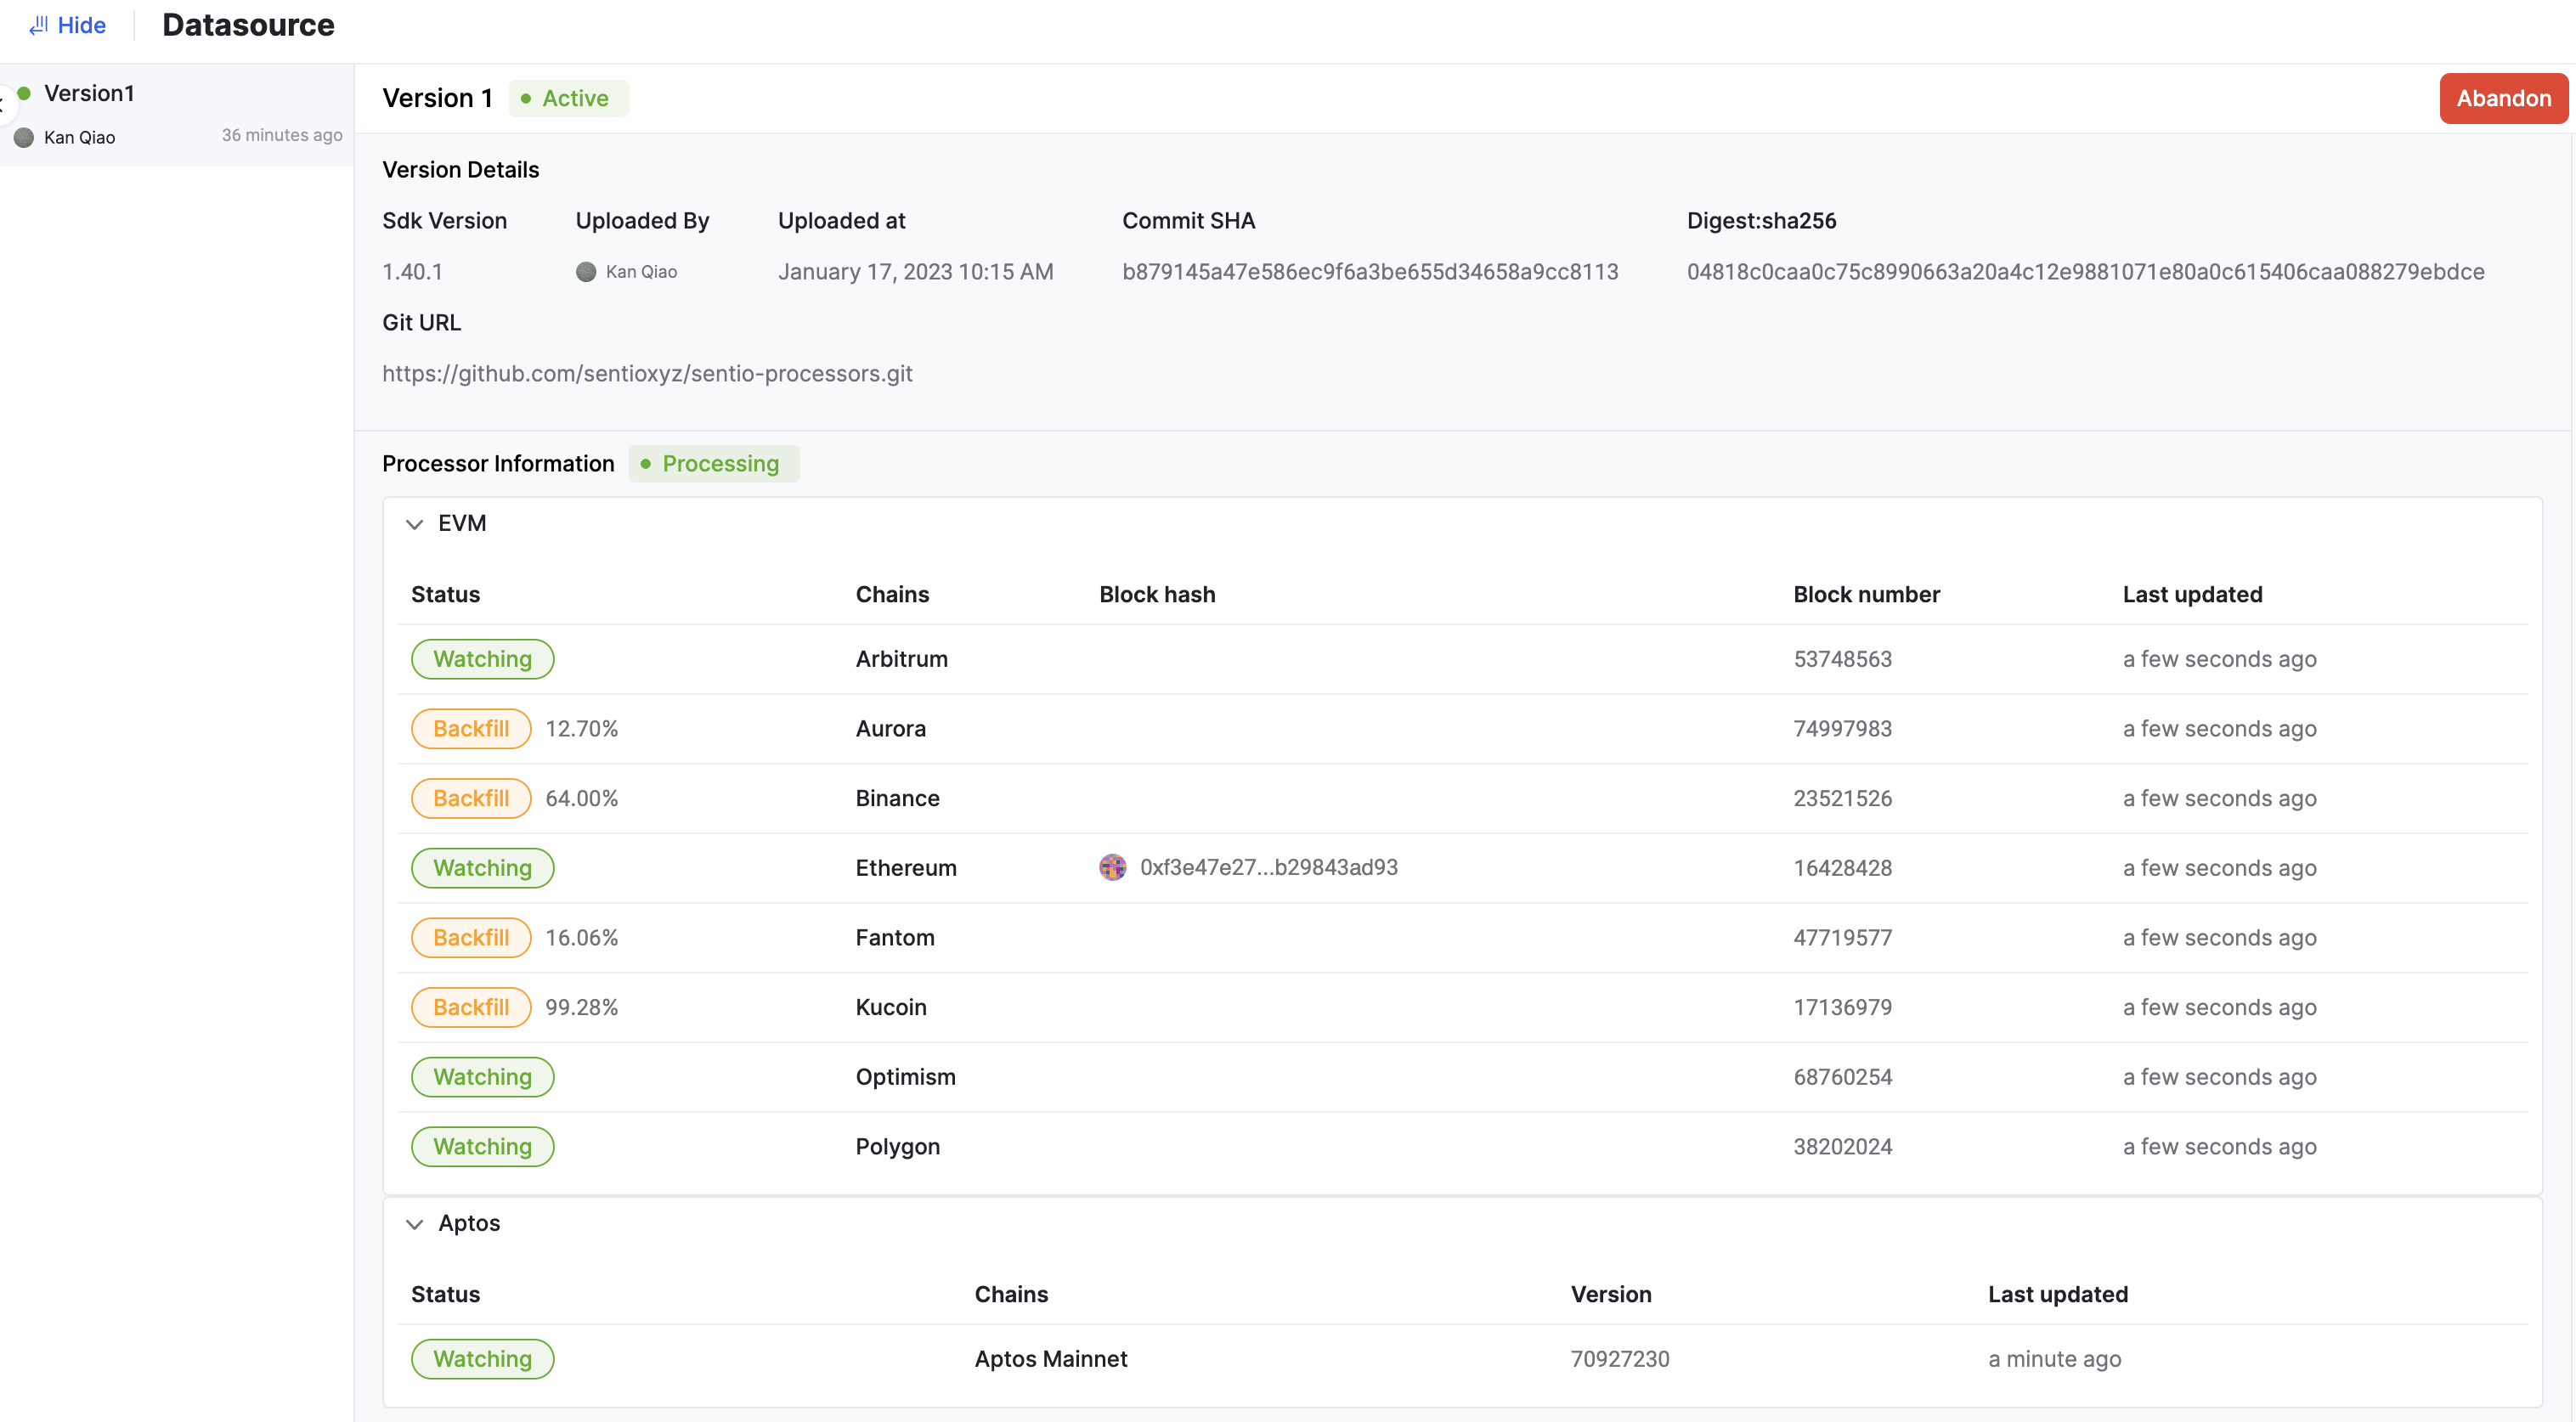 Hide Datasource
Version1
Kan Qiao 36 minutes ago
Version 1 Active Abandon
Version Details
Sdk Version Uploaded By Uploaded at Commit SHA Digest:sha256
1.40.1 Kan Qiao January 17, 2023 10:15 AM b879145a47e586ec9f6a3be655d34658a9cc8113 04818c0caa0c75c8990663a20a4c12e9881071e80a0c615406caa088279ebdce
Git URL
https://github.com/sentioxyz/sentio-processors.git
Processor Information Processing
EVM
Status Chains Block hash Block number Last updated
Watching Arbitrum 53748563 a few seconds ago
Backfill 12.70% Aurora 74997983 a few seconds ago
Backfill 64.00% Binance 23521526 a few seconds ago
Watching Ethereum 0xf3e47e27...b29843ad93 16428428 a few seconds ago
Backfill 16.06% Fantom 47719577 a few seconds ago
Backfill 99.28% Kucoin 17136979 a few seconds ago
Watching Optimism 68760254 a few seconds ago
Watching Polygon 38202024 a few seconds ago
Aptos
Status Chains Version Last updated
Watching Aptos Mainnet 70927230 a minute ago